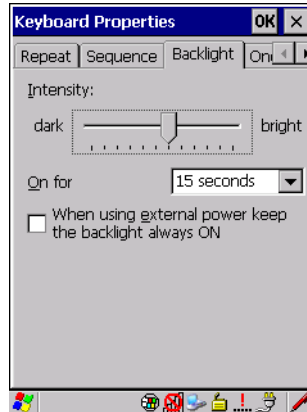 Keyboard Properties OK
Repeat Sequence Backlight
Intensity:
dark bright
On for 15 seconds
When using external power keep
the backlight always ON